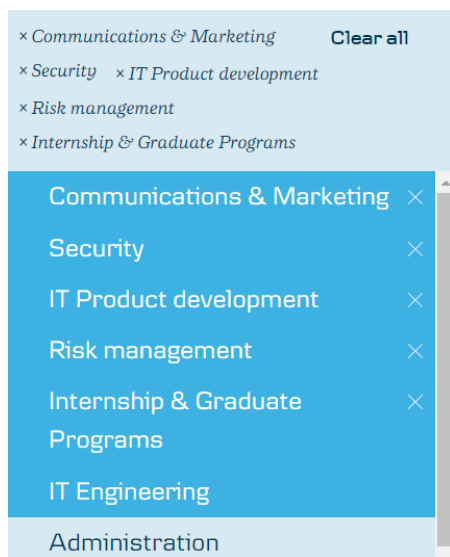 × Communications & Marketing Clear all
× Security × IT Product development
× Risk management
× Internship & Graduate Programs
Communications & Marketing ×
Security ×
IT Product development ×
Risk management ×
Internship & Graduate ×
Programs
IT Engineering
Administration